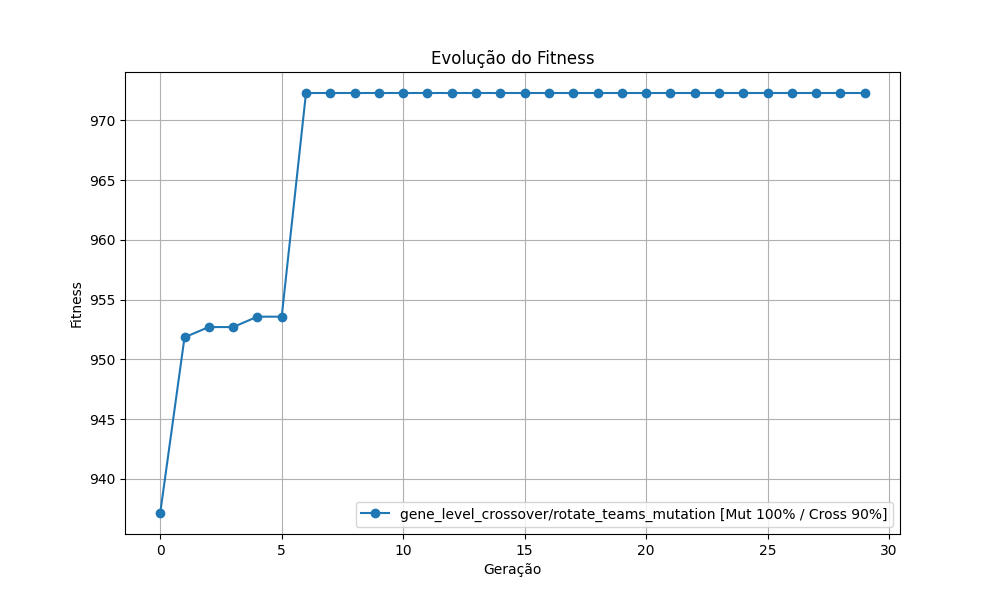 Evolução do Fitness
Fitness
970
965
960
955
950
945
940
0 5 10 15 20 25 30
Geração
gene_level_crossover/rotate_teams_mutation [Mut 100% / Cross 90%]